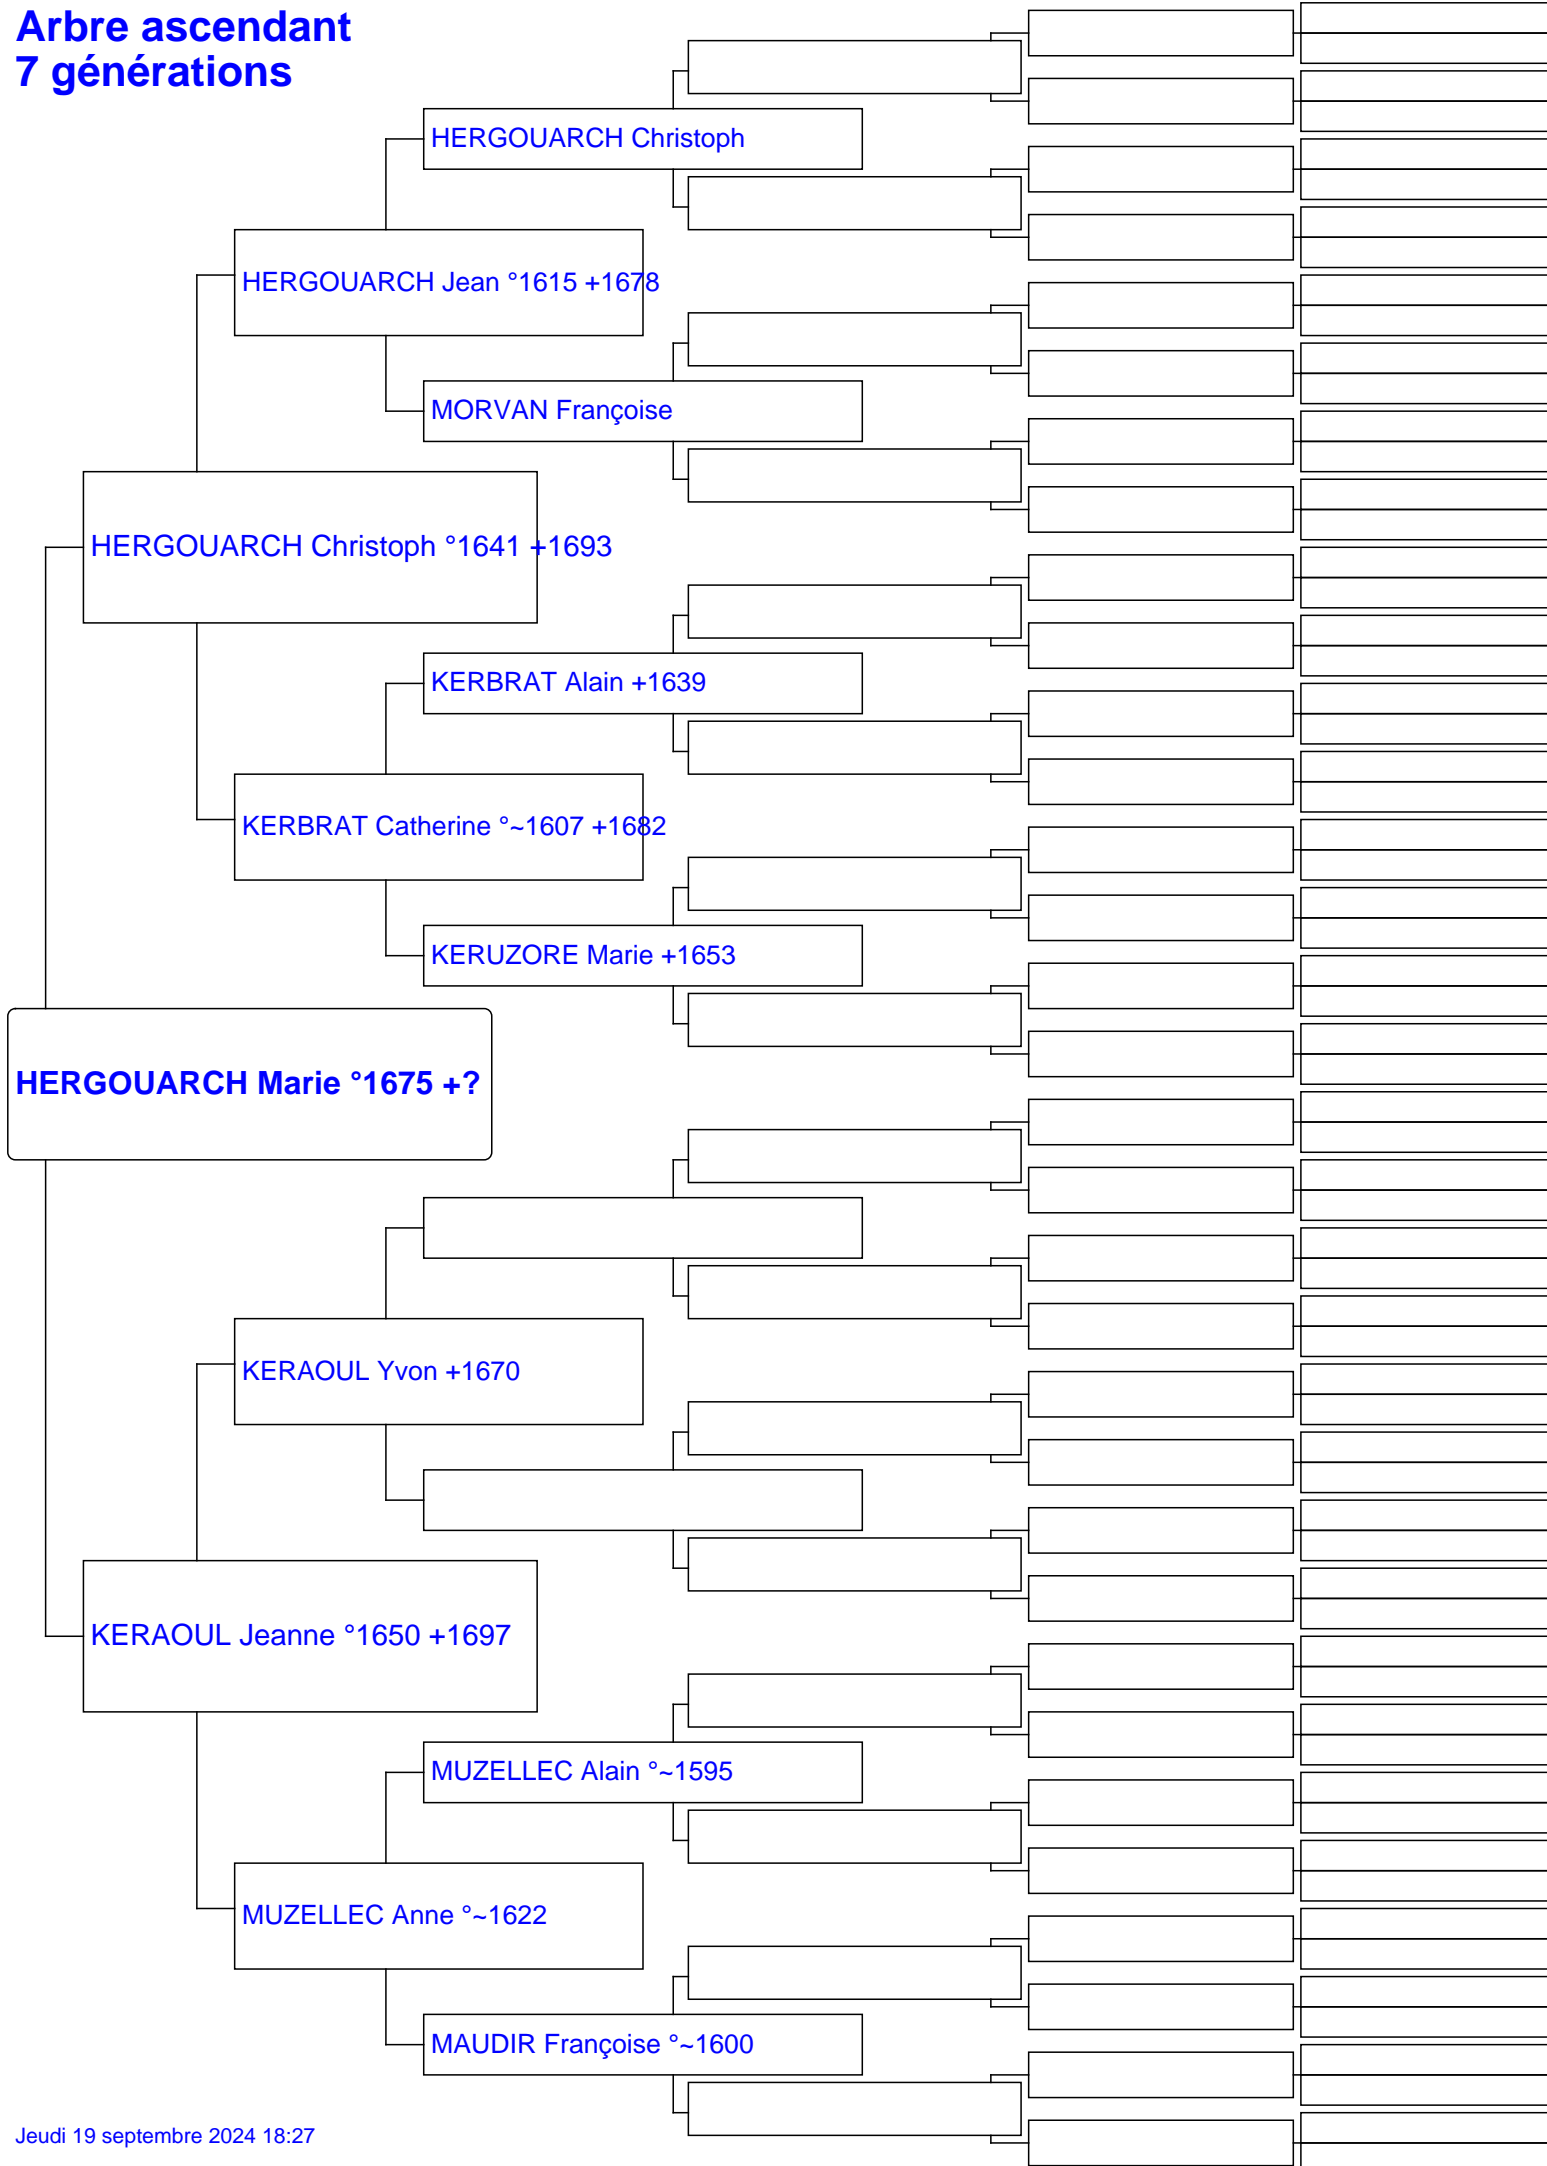 Arbre ascendant
7 générations
HERGOUARCH Christoph
HERGOUARCH Jean °1615 +1678
MORVAN Françoise
HERGOUARCH Christoph °1641 +1693
KERBRAT Alain +1639
KERBRAT Catherine °~1607 +1682
KERUZORE Marie +1653
HERGOUARCH Marie °1675 +?
KERAOUL Yvon +1670
KERAOUL Jeanne °1650 +1697
MUZELLEC Alain °~1595
MUZELLEC Anne °~1622
MAUDIR Françoise °~1600
Jeudi 19 septembre 2024 18:27